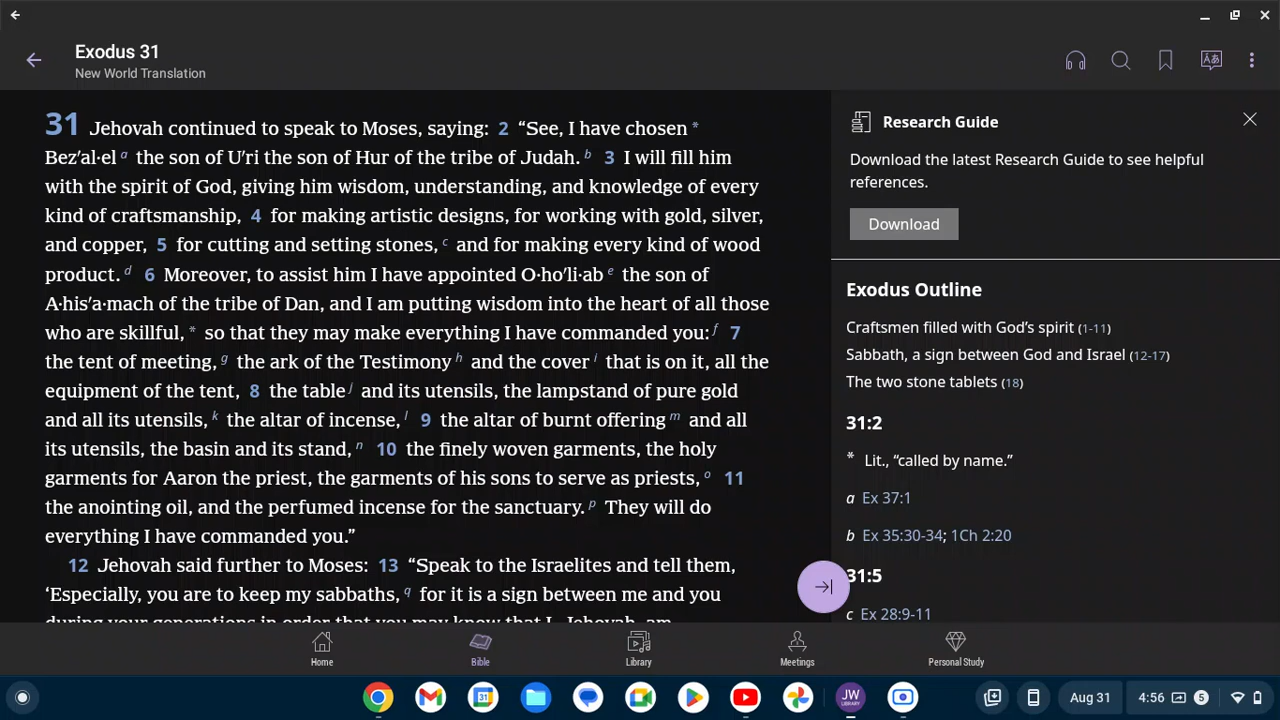 Exodus 31
New World Translation
31 Jehovah continued to speak to Moses, saying: 2 “See, I have chosen *
Bez′al·el a the son of U′ri the son of Hur of the tribe of Judah. b 3 I will fill him
with the spirit of God, giving him wisdom, understanding, and knowledge of every
kind of craftsmanship, 4 for making artistic designs, for working with gold, silver,
and copper, 5 for cutting and setting stones, c and for making every kind of wood
product. d 6 Moreover, to assist him I have appointed O·ho′li·ab e the son of
A·his′a·mach of the tribe of Dan, and I am putting wisdom into the heart of all those
who are skillful, * so that they may make everything I have commanded you: f 7
the tent of meeting, g the ark of the Testimony h and the cover i that is on it, all the
equipment of the tent, 8 the table j and its utensils, the lampstand of pure gold
and all its utensils, k the altar of incense, l 9 the altar of burnt offering m and all
its utensils, the basin and its stand, n 10 the finely woven garments, the holy
garments for Aaron the priest, the garments of his sons to serve as priests, o 11
the anointing oil, and the perfumed incense for the sanctuary. p They will do
everything I have commanded you.”
12 Jehovah said further to Moses: 13 “Speak to the Israelites and tell them,
‘Especially, you are to keep my sabbaths, q for it is a sign between me and you
during your generations in order that you may know that I, Jehovah, am
Research Guide
Download the latest Research Guide to see helpful
references.
Download
Exodus Outline
Craftsmen filled with God’s spirit (1-11)
Sabbath, a sign between God and Israel (12-17)
The two stone tablets (18)
31:2
* Lit., “called by name.”
a Ex 37:1
b Ex 35:30-34; 1Ch 2:20
31:5
c Ex 28:9-11
Home
Bible
Library
Meetings
Personal Study
31
JW
LIBRARY
Aug 31
4:56
5